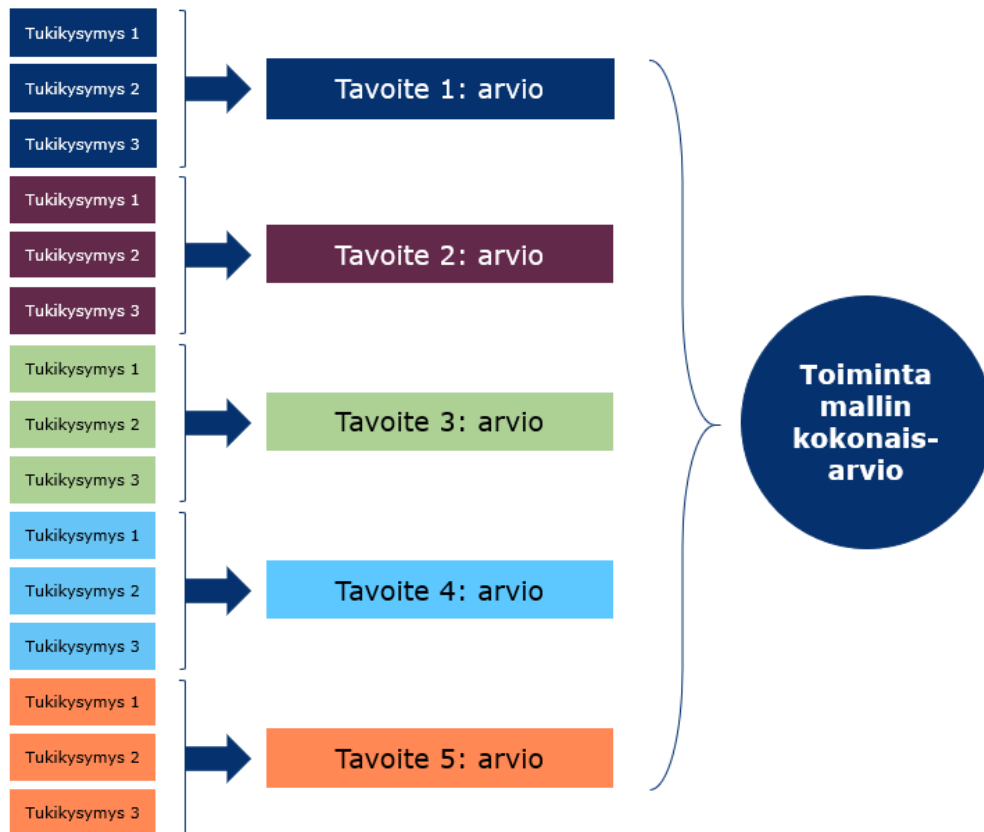 Tukikysymys 1
Tukikysymys 2
Tukikysymys 3
Tavoite 1: arvio
Tukikysymys 1
Tukikysymys 2
Tukikysymys 3
Tavoite 2: arvio
Tukikysymys 1
Tukikysymys 2
Tukikysymys 3
Tavoite 3: arvio
Tukikysymys 1
Tukikysymys 2
Tukikysymys 3
Tavoite 4: arvio
Tukikysymys 1
Tukikysymys 2
Tukikysymys 3
Tavoite 5: arvio
Toiminta
mallin
kokonais-
arvio